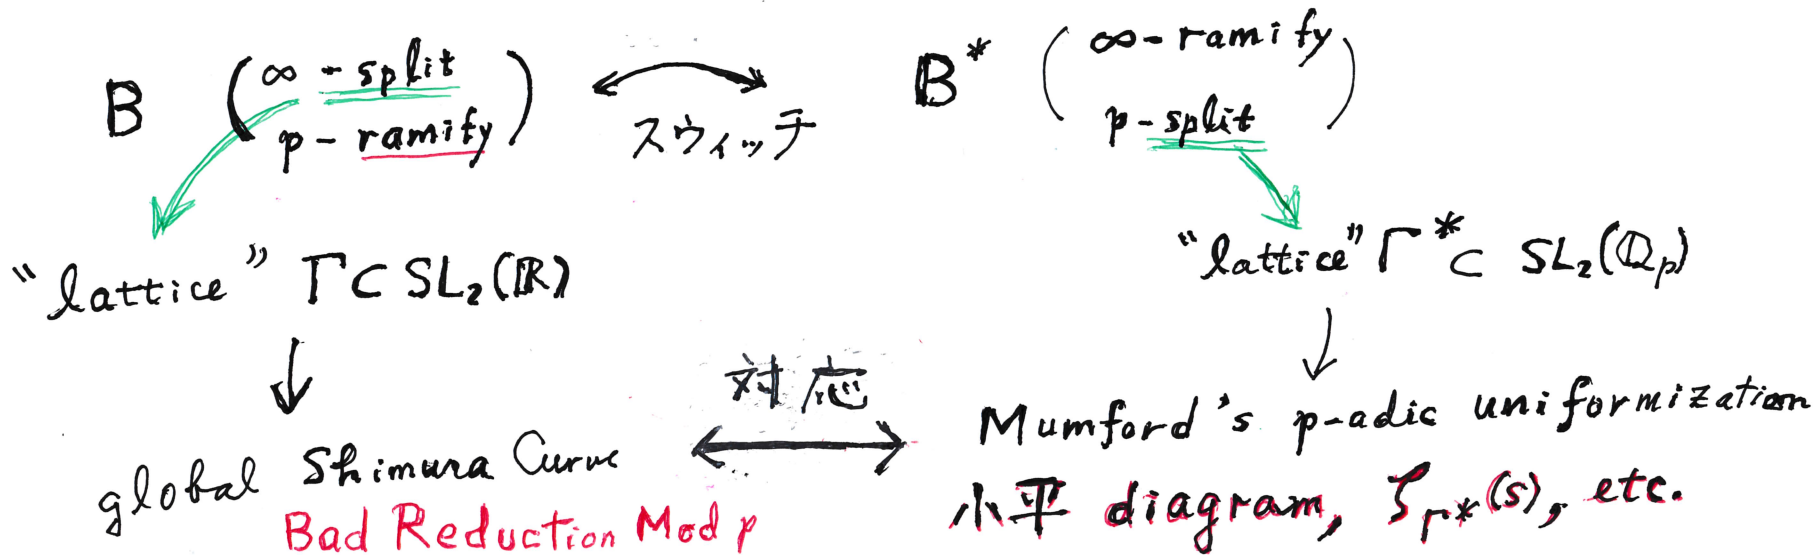 B ( ∞ - split
p - ramify )
スウィッチ
B* ( ∞ - ramify
p - split )
"lattice" Γ ⊂ SL₂(ℝ)
"lattice" Γ* ⊂ SL₂(ℚₚ)
対応
global Shimura Curve
Bad Reduction Mod p
Mumford's p-adic uniformization
小平 diagram, ζ_Γ*(s), etc.